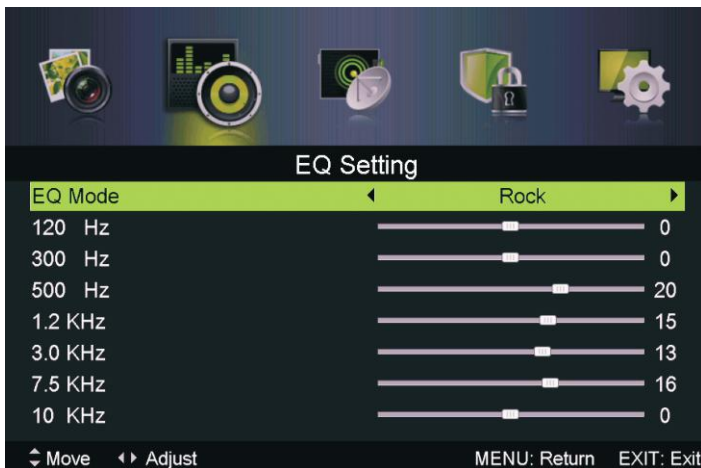 EQ Setting
EQ Mode Rock
120 Hz 0
300 Hz 0
500 Hz 20
1.2 KHz 15
3.0 KHz 13
7.5 KHz 16
10 KHz 0
Move Adjust MENU: Return EXIT: Exit